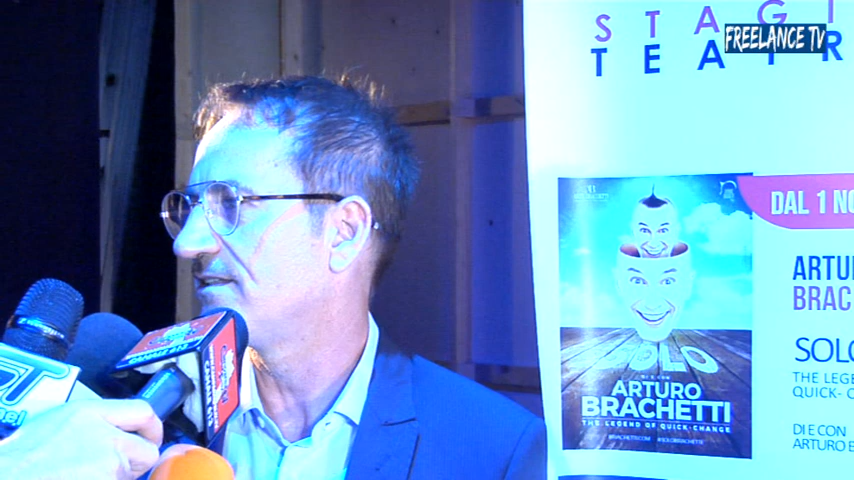 STAGI
TEATR
FREELANCE TV
DAL 1 NO
ARTU
BRAC
SOLO
THE LEGE
QUICK- C
DI E CON
ARTURO B
SOLO
ARTURO
BRACHETTI
THE LEGEND OF QUICK-CHANGE